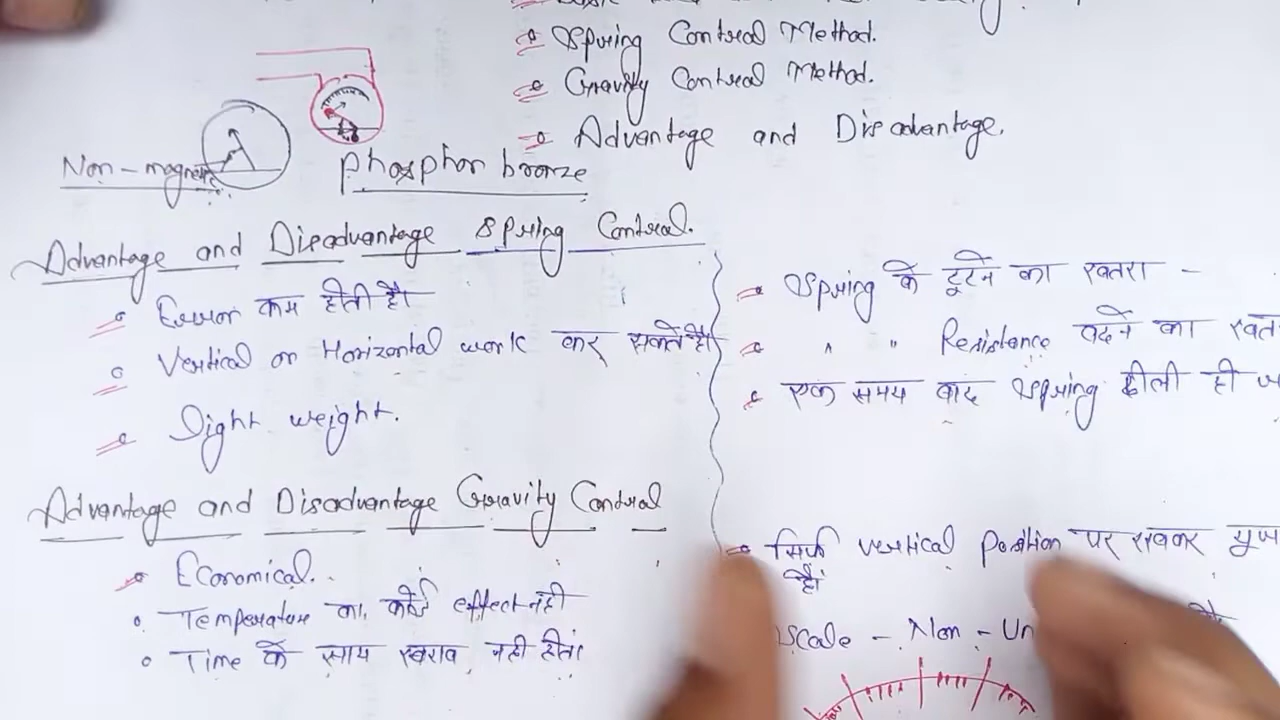 Spring Control Method.
Gravity Control Method.
Advantage and Disadvantage.
Non-magnetic
Phosphor bronze
Advantage and Disadvantage Spring Control.
Error कम होती है।
Vertical or Horizontal work कर सकते है।
light weight.
Spring के टूटने का खतरा -
" " Resistance बढ़ने का
एक समय बाद Spring ढीली हो
Advantage and Disadvantage Gravity Control
Economical.
Temperature का कोई effect नही
Time के साथ खराब नही होता
सिर्फ vertical position पर रखकर
है।
Scale - Non -